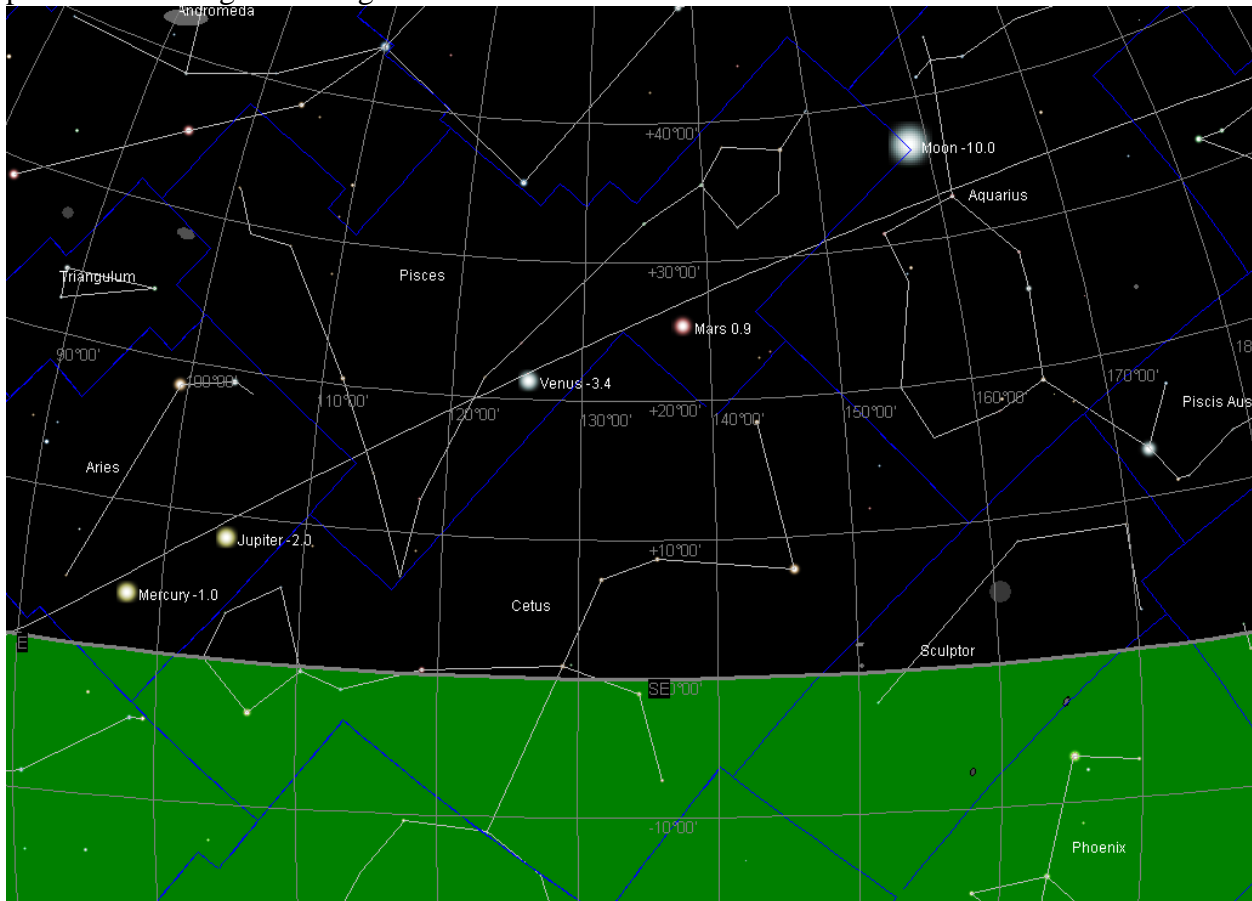 Andromeda
+40°00'
Moon -10.0
Aquarius
Pisces
+30°00'
Triangulum
Mars 0.9
90°00'
100°00'
110°00'
Venus -3.4
120°00'
130°00'
+20°00'
140°00'
150°00'
160°00'
170°00'
18
Piscis Aus
Aries
Jupiter -2.0
+10°00'
Mercury -1.0
Cetus
E
Sculptor
SE
0°00'
-10°00'
Phoenix